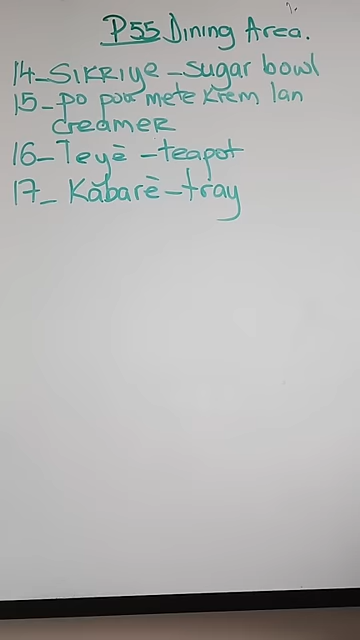 P55 Dining Area.
14-Sikriye-sugar bowl
15-po pou mete krem lan
creamer
16-Teyè-teapot
17-Kabarè-tray